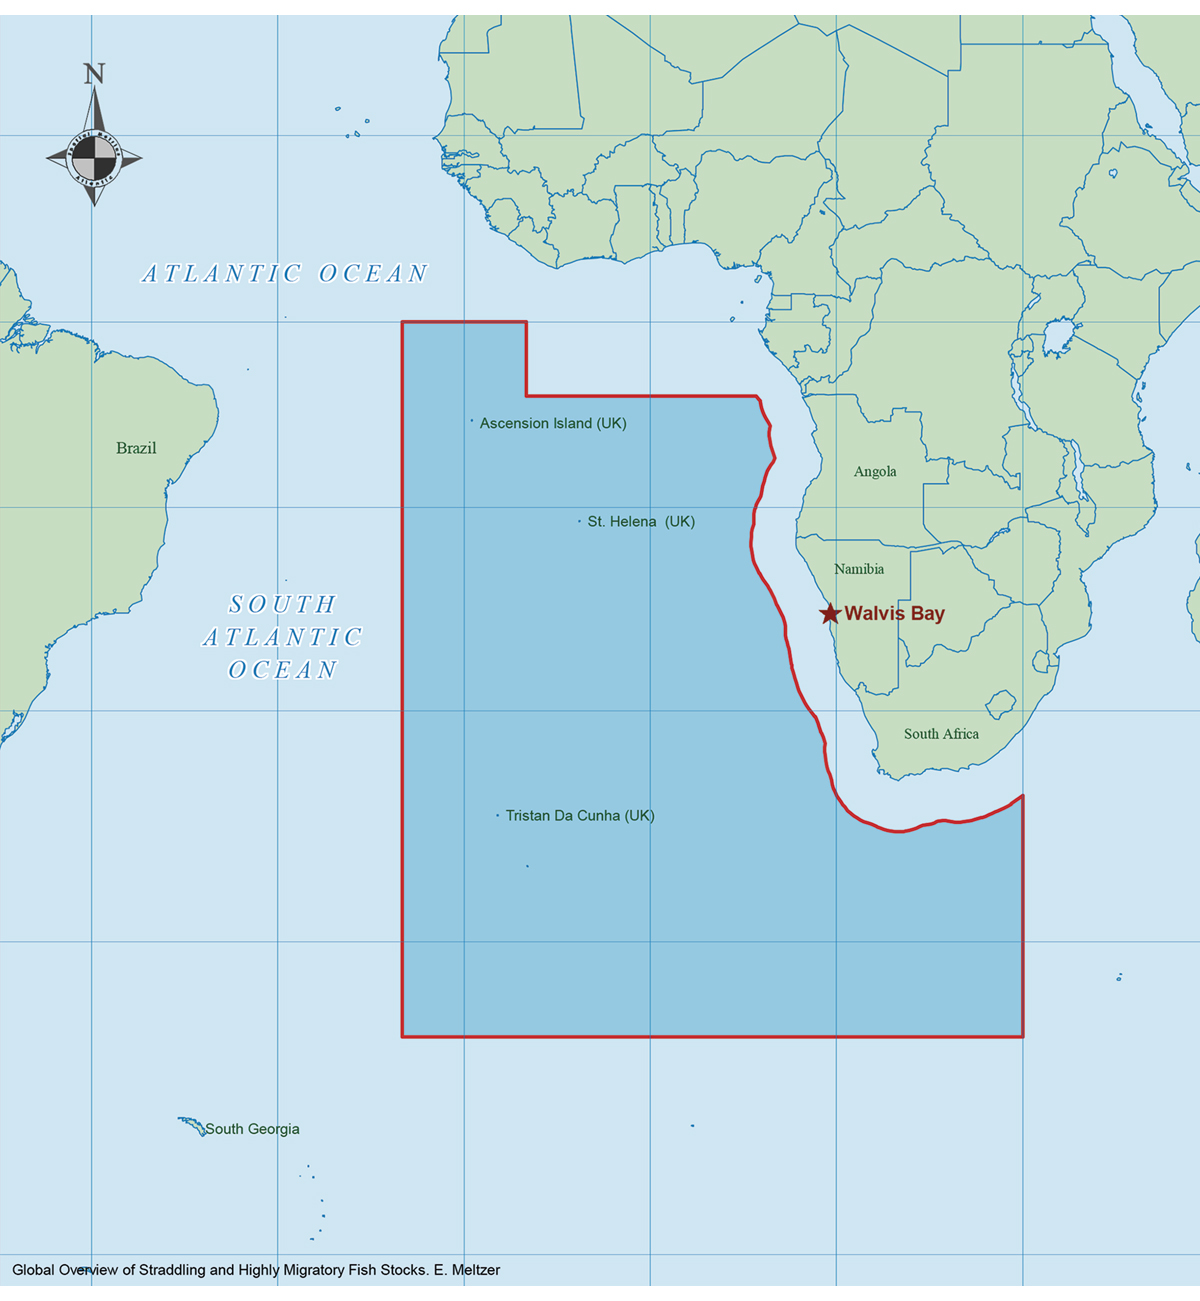 N
ATLANTIC OCEAN
Ascension Island (UK)
Brazil
Angola
St. Helena (UK)
Namibia
SOUTH
ATLANTIC
OCEAN
Walvis Bay
South Africa
Tristan Da Cunha (UK)
South Georgia
Global Overview of Straddling and Highly Migratory Fish Stocks. E. Meltzer